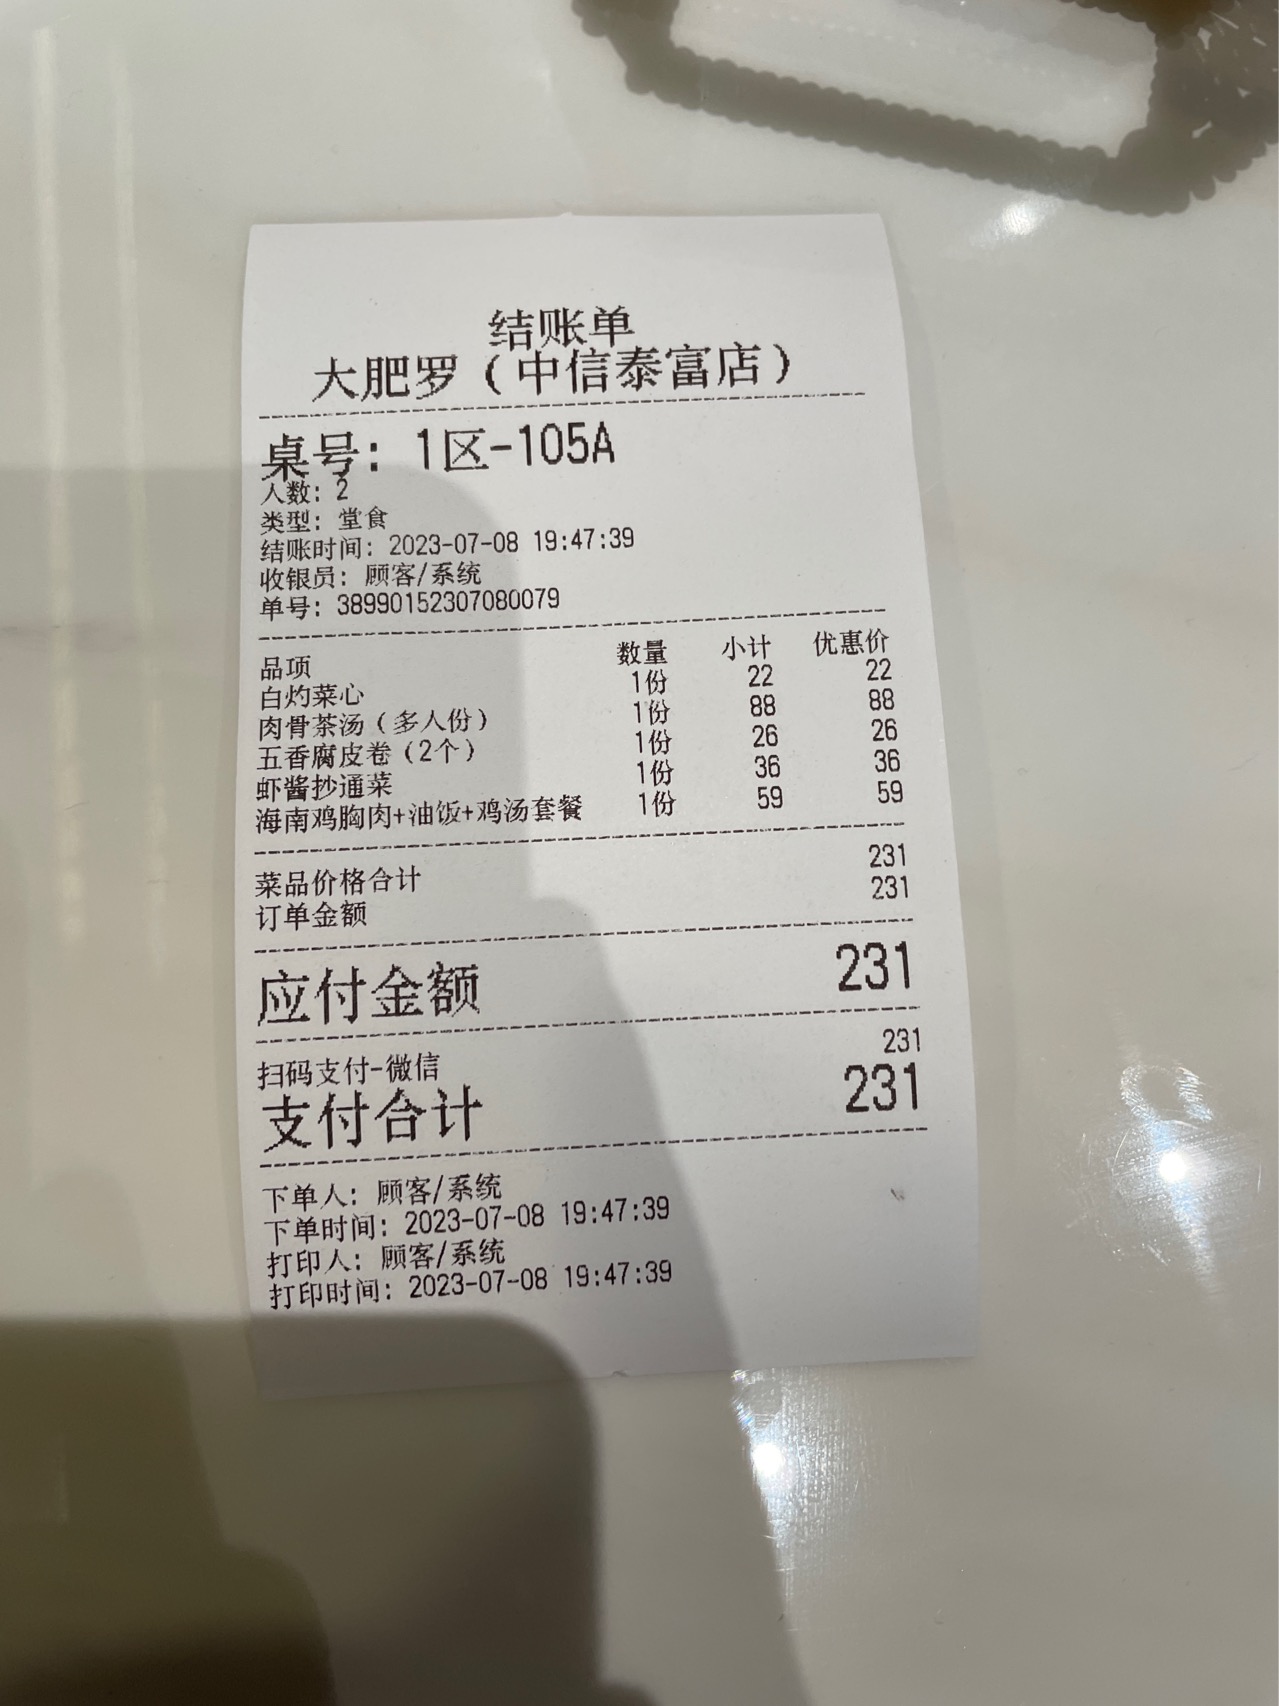 结账单
大肥罗（中信泰富店）
桌号：1区-105A
人数：2
类型：堂食
结账时间：2023-07-08 19:47:39
收银员：顾客/系统
单号：38990152307080079
品项 数量 小计 优惠价
白灼菜心 1份 22 22
肉骨茶汤（多人份） 1份 88 88
五香腐皮卷（2个） 1份 26 26
虾酱抄通菜 1份 36 36
海南鸡胸肉+油饭+鸡汤套餐 1份 59 59
菜品价格合计 231
订单金额 231
应付金额 231
扫码支付-微信 231
支付合计 231
下单人：顾客/系统
下单时间：2023-07-08 19:47:39
打印人：顾客/系统
打印时间：2023-07-08 19:47:39